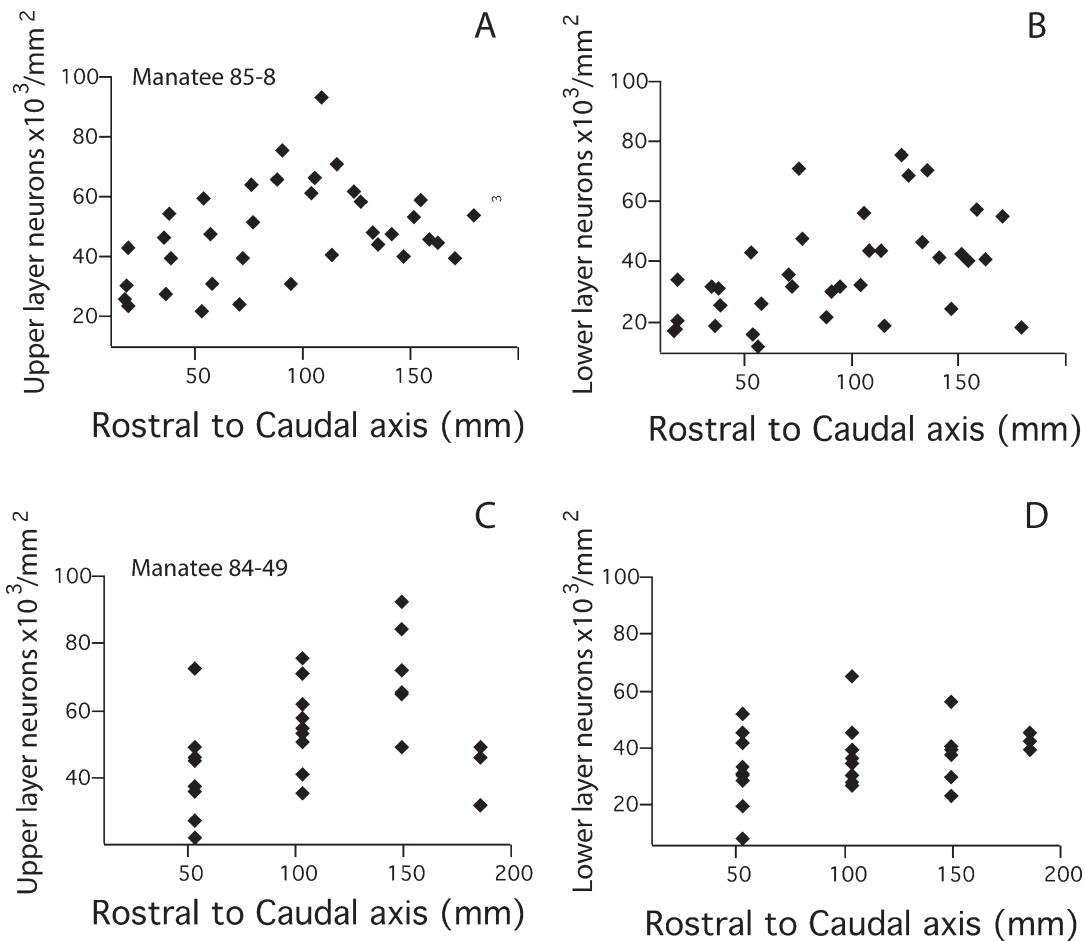 A
Upper layer neurons x10³/mm²
Manatee 85-8
100
80
60
40
20
3
50 100 150
Rostral to Caudal axis (mm)
B
Lower layer neurons x10³/mm²
100
80
60
40
20
50 100 150
Rostral to Caudal axis (mm)
C
Upper layer neurons x10³/mm²
Manatee 84-49
100
80
60
40
50 100 150 200
Rostral to Caudal axis (mm)
D
Lower layer neurons x10³/mm²
100
80
60
40
20
50 100 150 200
Rostral to Caudal axis (mm)